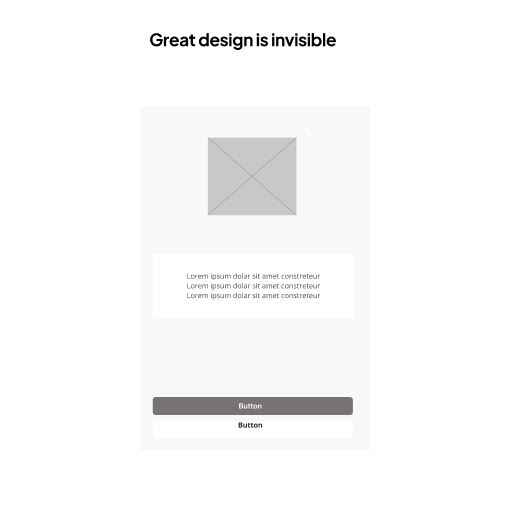 Great design is invisible
Lorem ipsum dolar sit amet constreteur
Lorem ipsum dolar sit amet constreteur
Lorem ipsum dolar sit amet constreteur
Button
Button